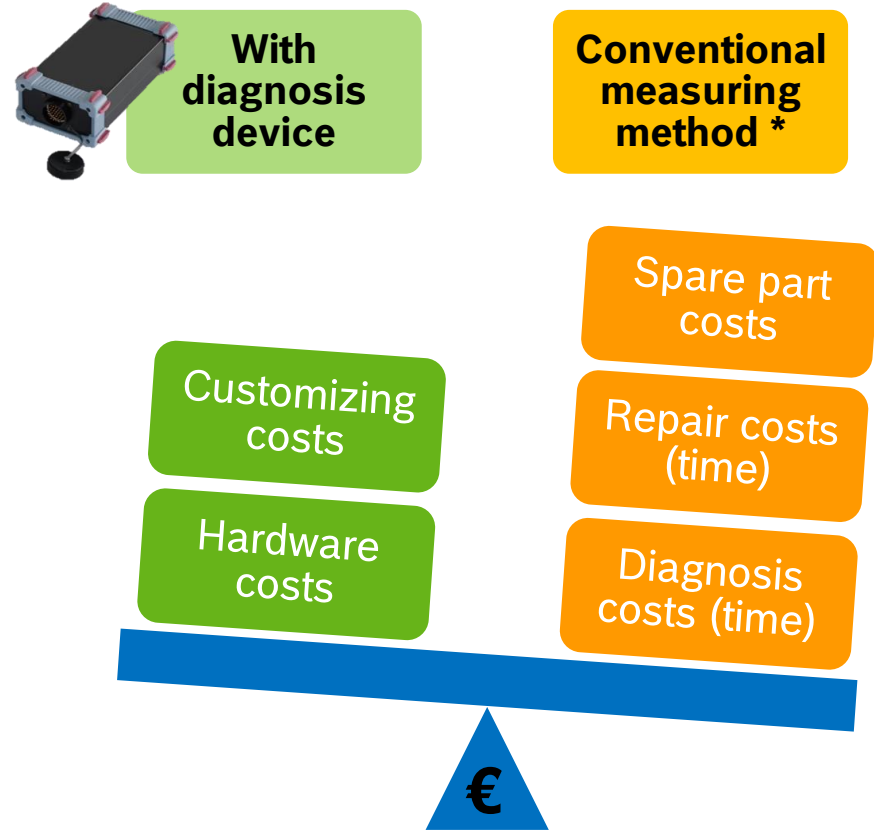 With
diagnosis
device
Conventional
measuring
method *
Customizing
costs
Hardware
costs
Spare part
costs
Repair costs
(time)
Diagnosis
costs (time)
€